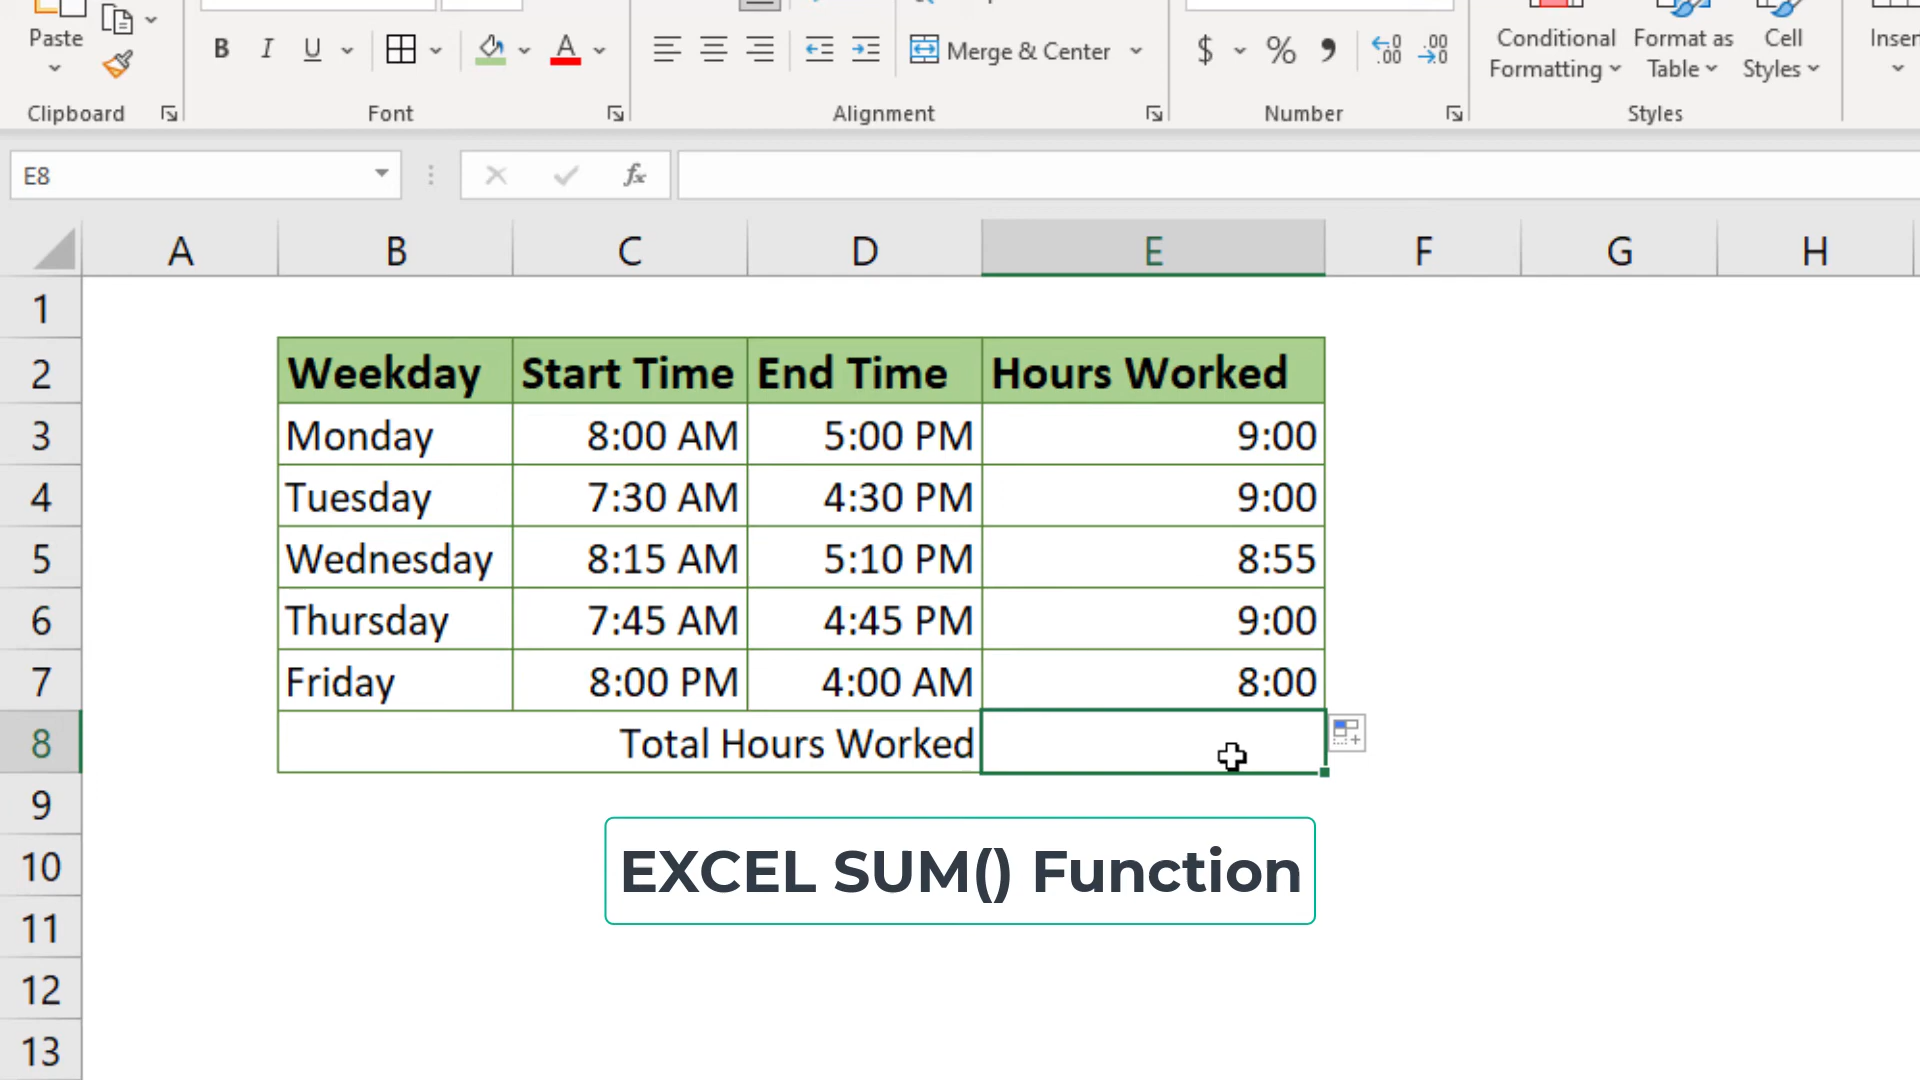 Paste
B I U A
Merge & Center
$ % , .00 .00
Conditional Formatting
Format as Table
Cell Styles
Inser
Clipboard Font Alignment Number Styles
E8 fx
A B C D E F G H
1
2 Weekday Start Time End Time Hours Worked
3 Monday 8:00 AM 5:00 PM 9:00
4 Tuesday 7:30 AM 4:30 PM 9:00
5 Wednesday 8:15 AM 5:10 PM 8:55
6 Thursday 7:45 AM 4:45 PM 9:00
7 Friday 8:00 PM 4:00 AM 8:00
8 Total Hours Worked
9
EXCEL SUM() Function
10
11
12
13